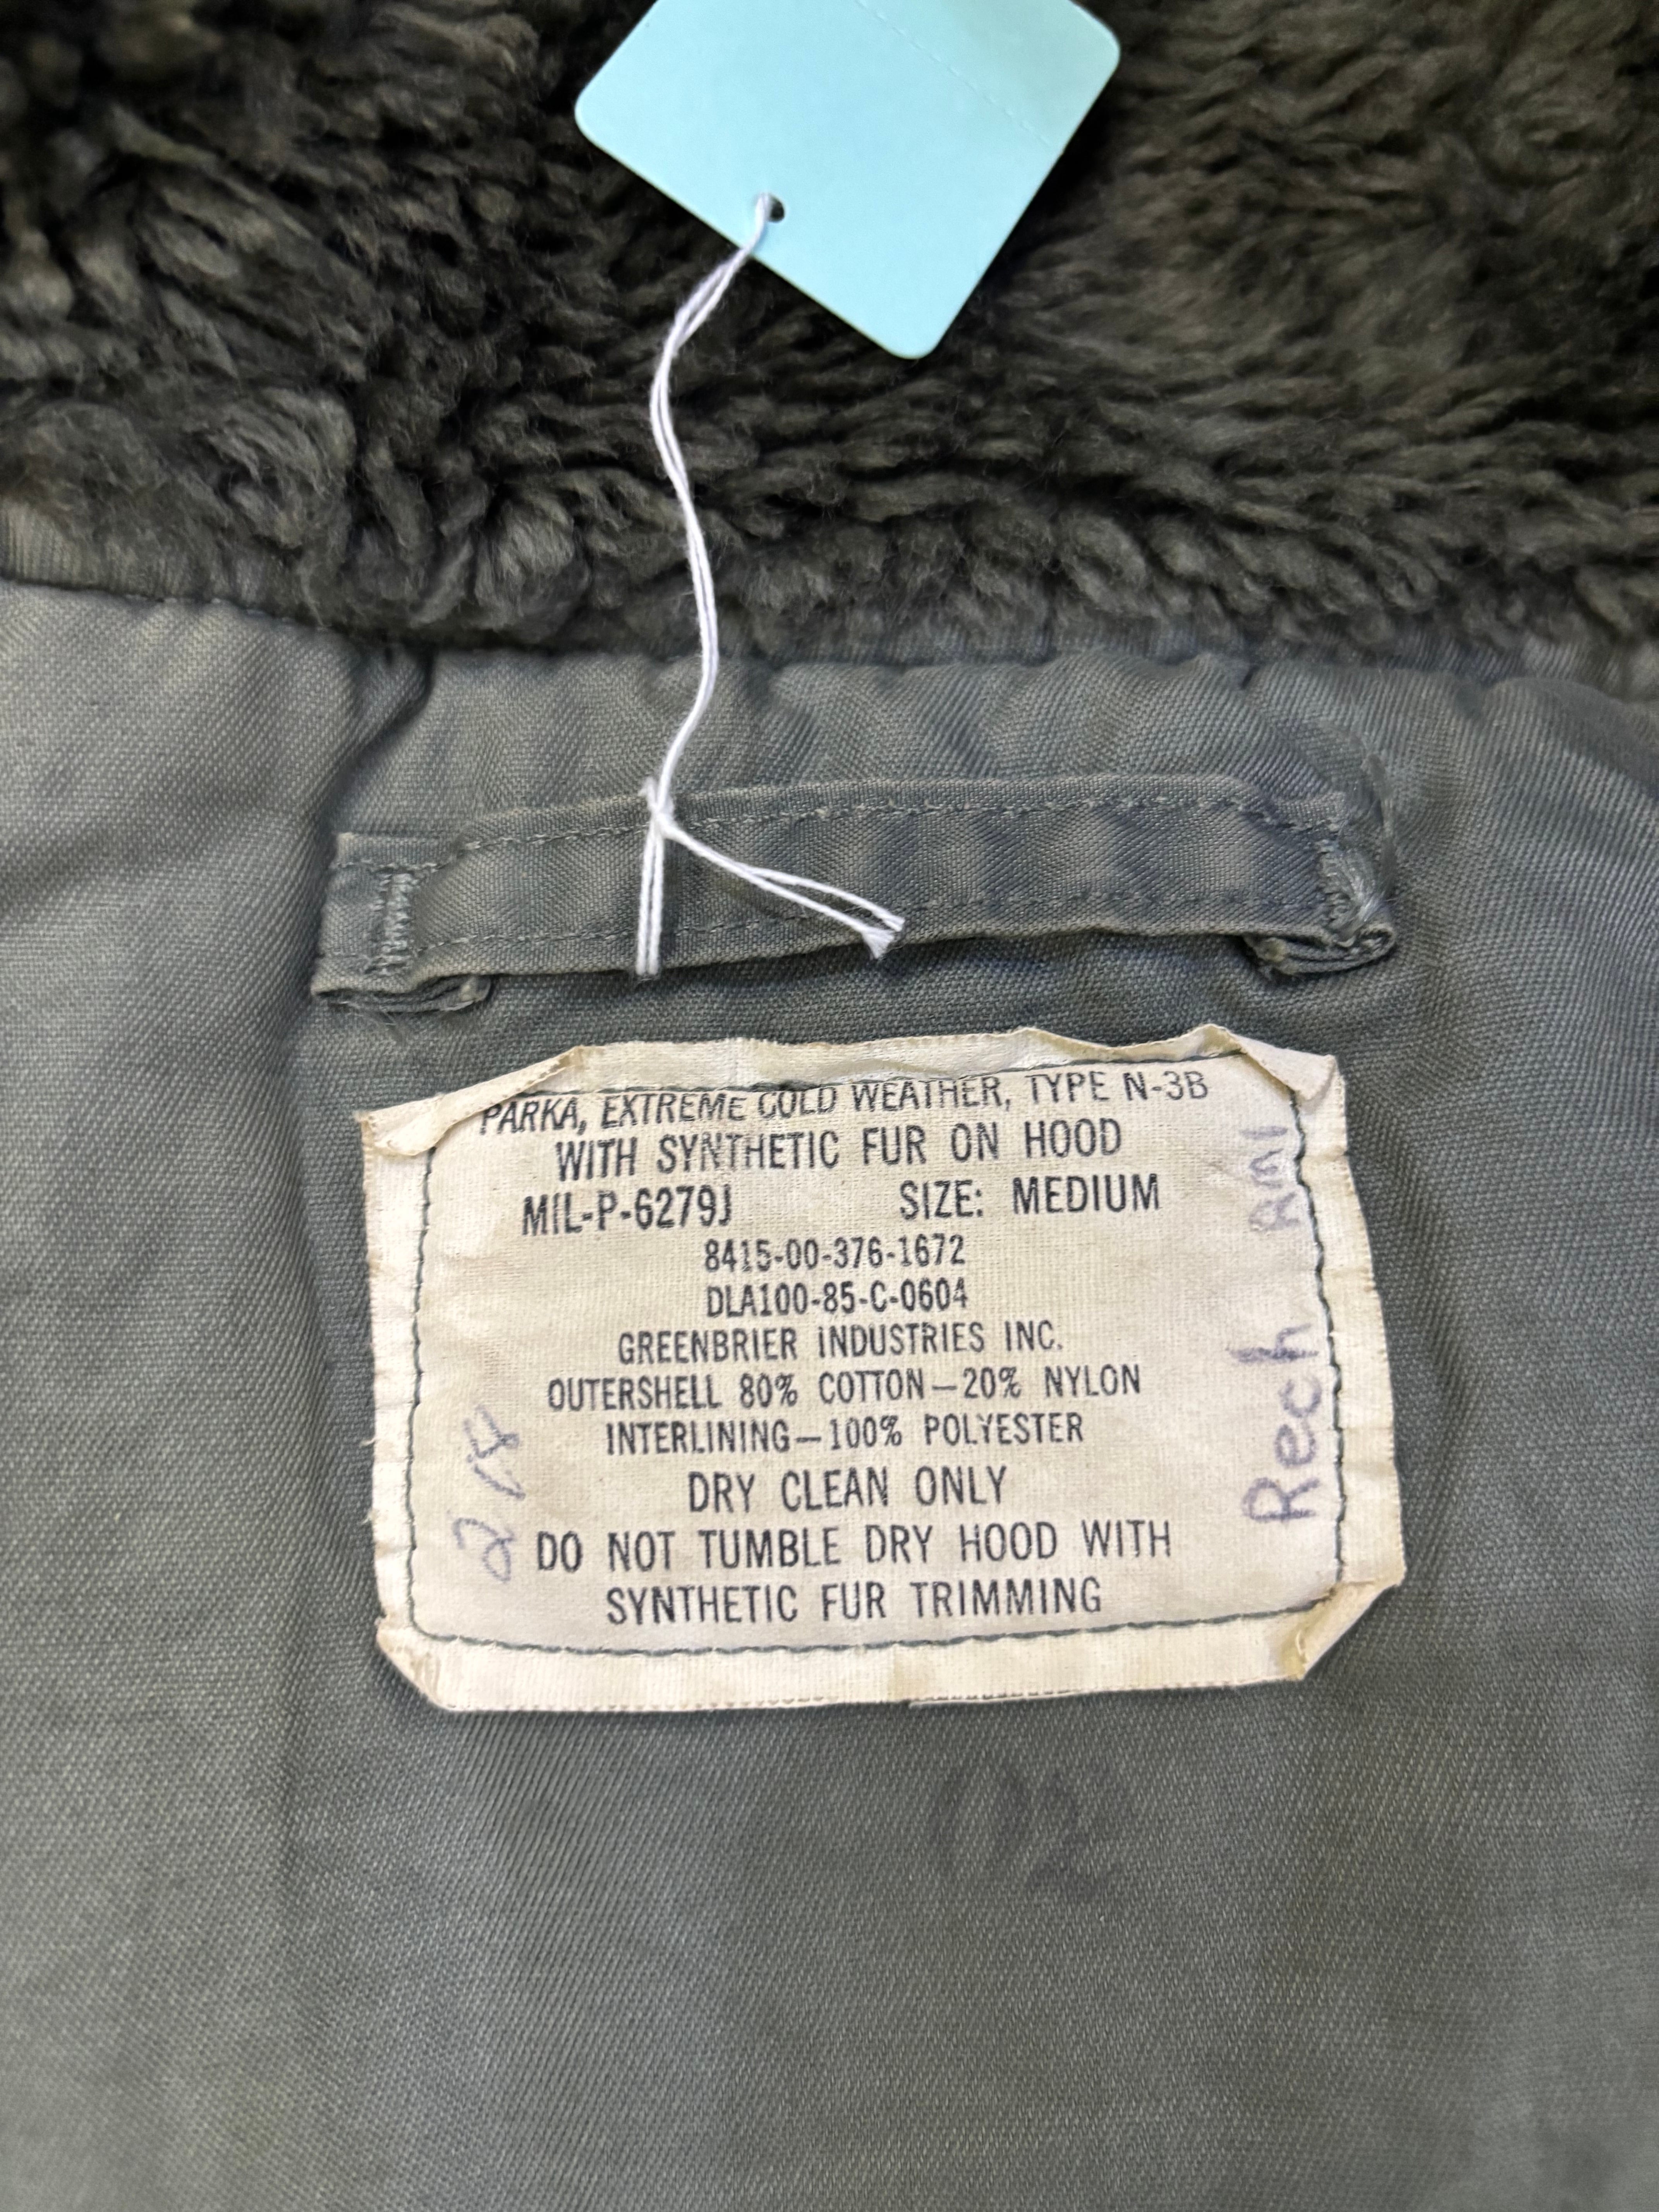 PARKA, EXTREME COLD WEATHER, TYPE N-3B
WITH SYNTHETIC FUR ON HOOD
MIL-P-6279J SIZE: MEDIUM
8415-00-376-1672
DLA100-85-C-0604
GREENBRIER INDUSTRIES INC.
OUTERSHELL 80% COTTON—20% NYLON
INTERLINING—100% POLYESTER
DRY CLEAN ONLY
DO NOT TUMBLE DRY HOOD WITH
SYNTHETIC FUR TRIMMING
Rech